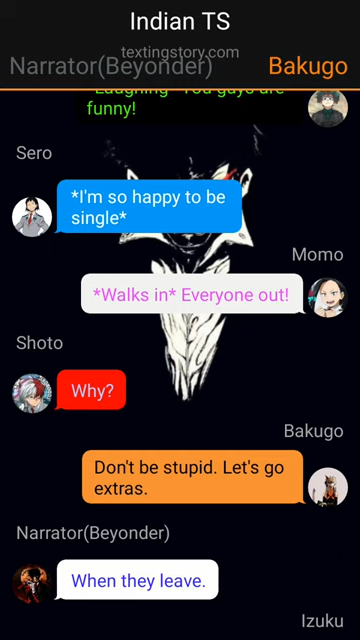 Indian TS
textingstory.com
Narrator(Beyonder) Bakugo
*Laughing* You guys are
funny!
Sero
*I'm so happy to be
single*
Momo
*Walks in* Everyone out!
Shoto
Why?
Bakugo
Don't be stupid. Let's go
extras.
Narrator(Beyonder)
When they leave.
Izuku